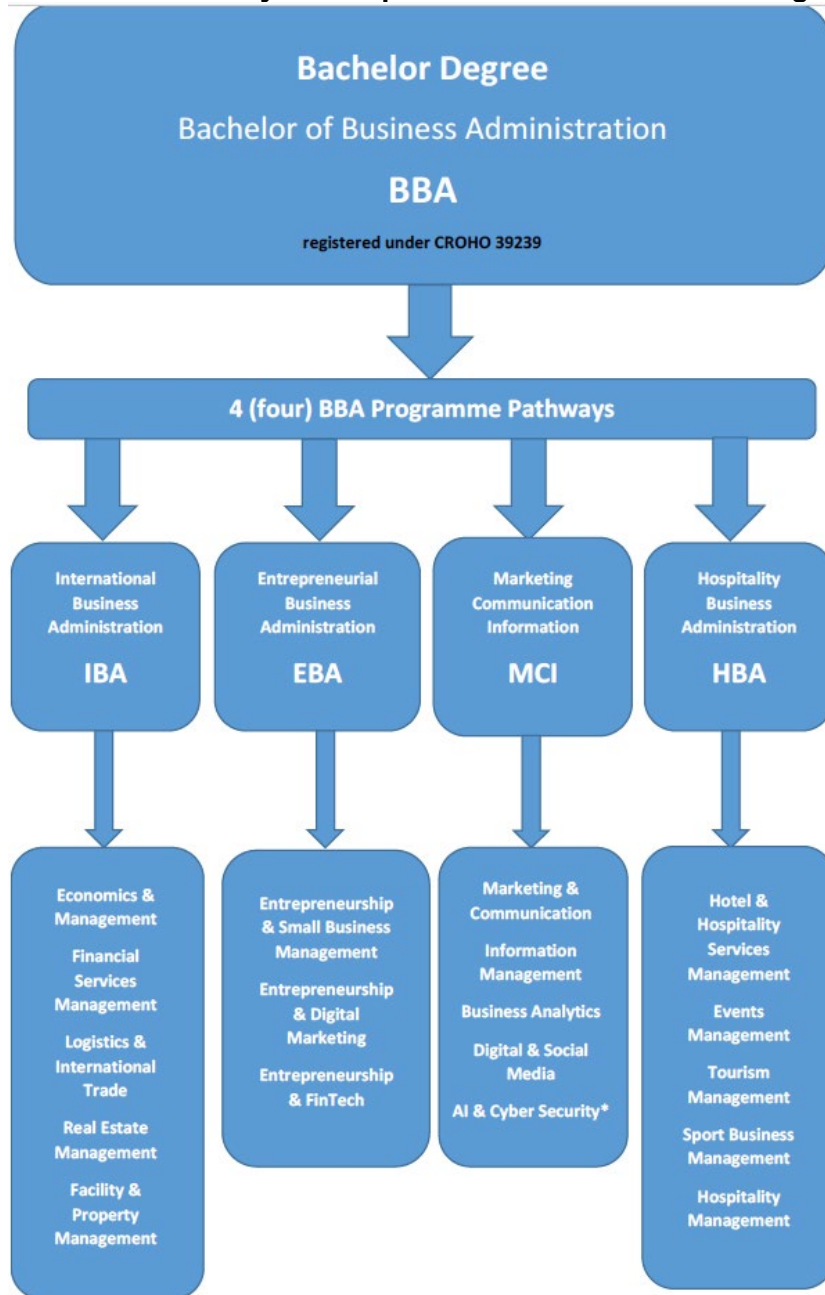 Bachelor Degree
Bachelor of Business Administration
BBA
registered under CROHO 39239
4 (four) BBA Programme Pathways
International
Business
Administration
IBA
Entrepreneurial
Business
Administration
EBA
Marketing
Communication
Information
MCI
Hospitality
Business
Administration
HBA
Economics &
Management
Financial
Services
Management
Logistics &
International
Trade
Real Estate
Management
Facility &
Property
Management
Entrepreneurship
& Small Business
Management
Entrepreneurship
& Digital
Marketing
Entrepreneurship
& FinTech
Marketing &
Communication
Information
Management
Business Analytics
Digital & Social
Media
AI & Cyber Security*
Hotel &
Hospitality
Services
Management
Events
Management
Tourism
Management
Sport Business
Management
Hospitality
Management